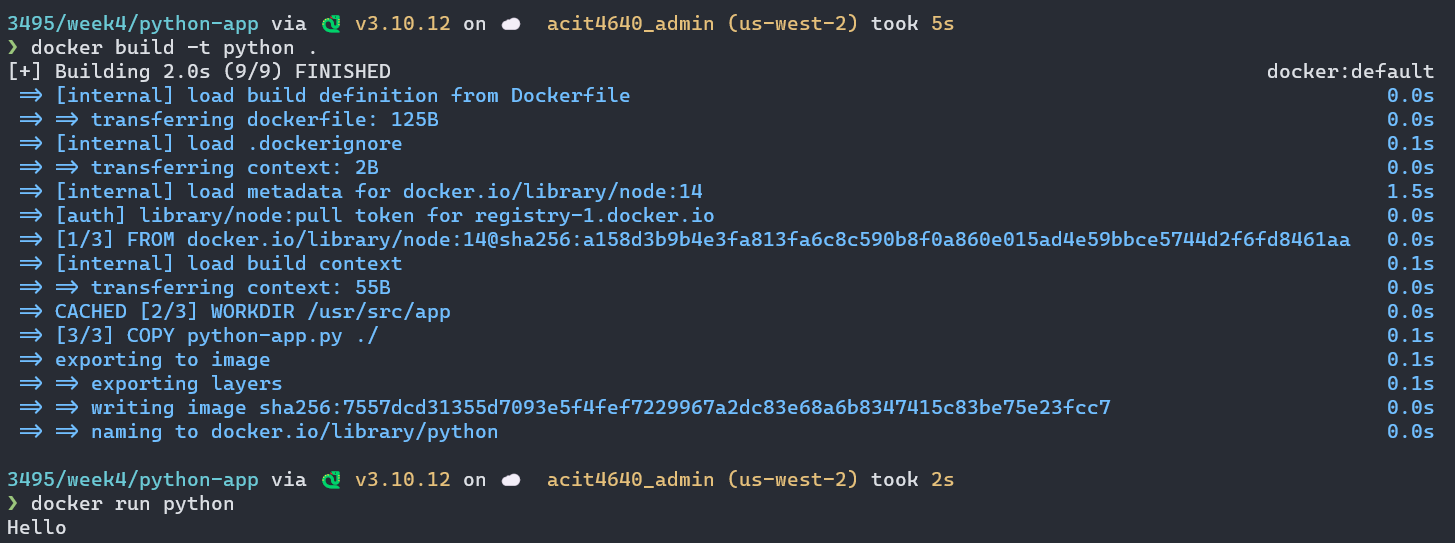 3495/week4/python-app via v3.10.12 on acit4640_admin (us-west-2) took 5s
❯ docker build -t python .
[+] Building 2.0s (9/9) FINISHED docker:default
=> [internal] load build definition from Dockerfile 0.0s
=> => transferring dockerfile: 125B 0.0s
=> [internal] load .dockerignore 0.1s
=> => transferring context: 2B 0.0s
=> [internal] load metadata for docker.io/library/node:14 1.5s
=> [auth] library/node:pull token for registry-1.docker.io 0.0s
=> [1/3] FROM docker.io/library/node:14@sha256:a158d3b9b4e3fa813fa6c8c590b8f0a860e015ad4e59bbce5744d2f6fd8461aa 0.0s
=> [internal] load build context 0.1s
=> => transferring context: 55B 0.0s
=> CACHED [2/3] WORKDIR /usr/src/app 0.0s
=> [3/3] COPY python-app.py ./ 0.1s
=> exporting to image 0.1s
=> => exporting layers 0.1s
=> => writing image sha256:7557dcd31355d7093e5f4fef7229967a2dc83e68a6b8347415c83be75e23fcc7 0.0s
=> => naming to docker.io/library/python 0.0s
3495/week4/python-app via v3.10.12 on acit4640_admin (us-west-2) took 2s
❯ docker run python
Hello